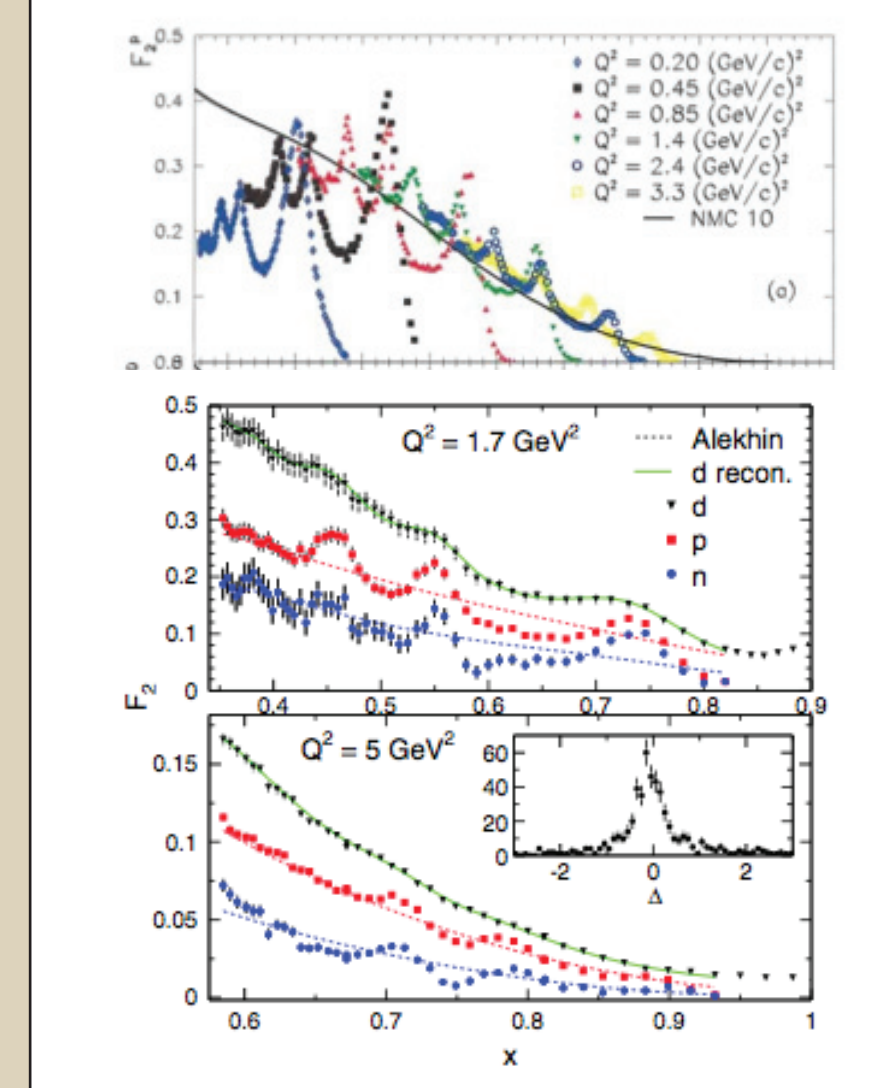 F₂ᵖ
0.5
0.4
0.3
0.2
0.1
0.8
Q² = 0.20 (GeV/c)²
Q² = 0.45 (GeV/c)²
Q² = 0.85 (GeV/c)²
Q² = 1.4 (GeV/c)²
Q² = 2.4 (GeV/c)²
Q² = 3.3 (GeV/c)²
NMC 10
(a)
0.5
0.4
0.3
0.2
0.1
0
Q² = 1.7 GeV²
Alekhin
d recon.
d
p
n
0.4 0.5 0.6 0.7 0.8 0.9
F₂
0.15
0.1
0.05
0
Q² = 5 GeV²
60
40
20
0
-2 0 2
Δ
0.6 0.7 0.8 0.9 1
x